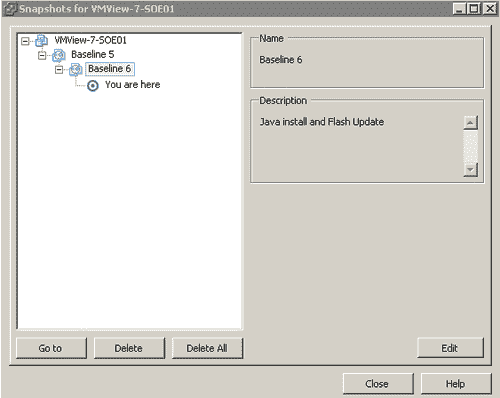 Snapshots for VMView-7-SOE01
VMView-7-SOE01
Baseline 5
Baseline 6
You are here
Name
Baseline 6
Description
Java install and Flash Update
Go to
Delete
Delete All
Edit
Close
Help